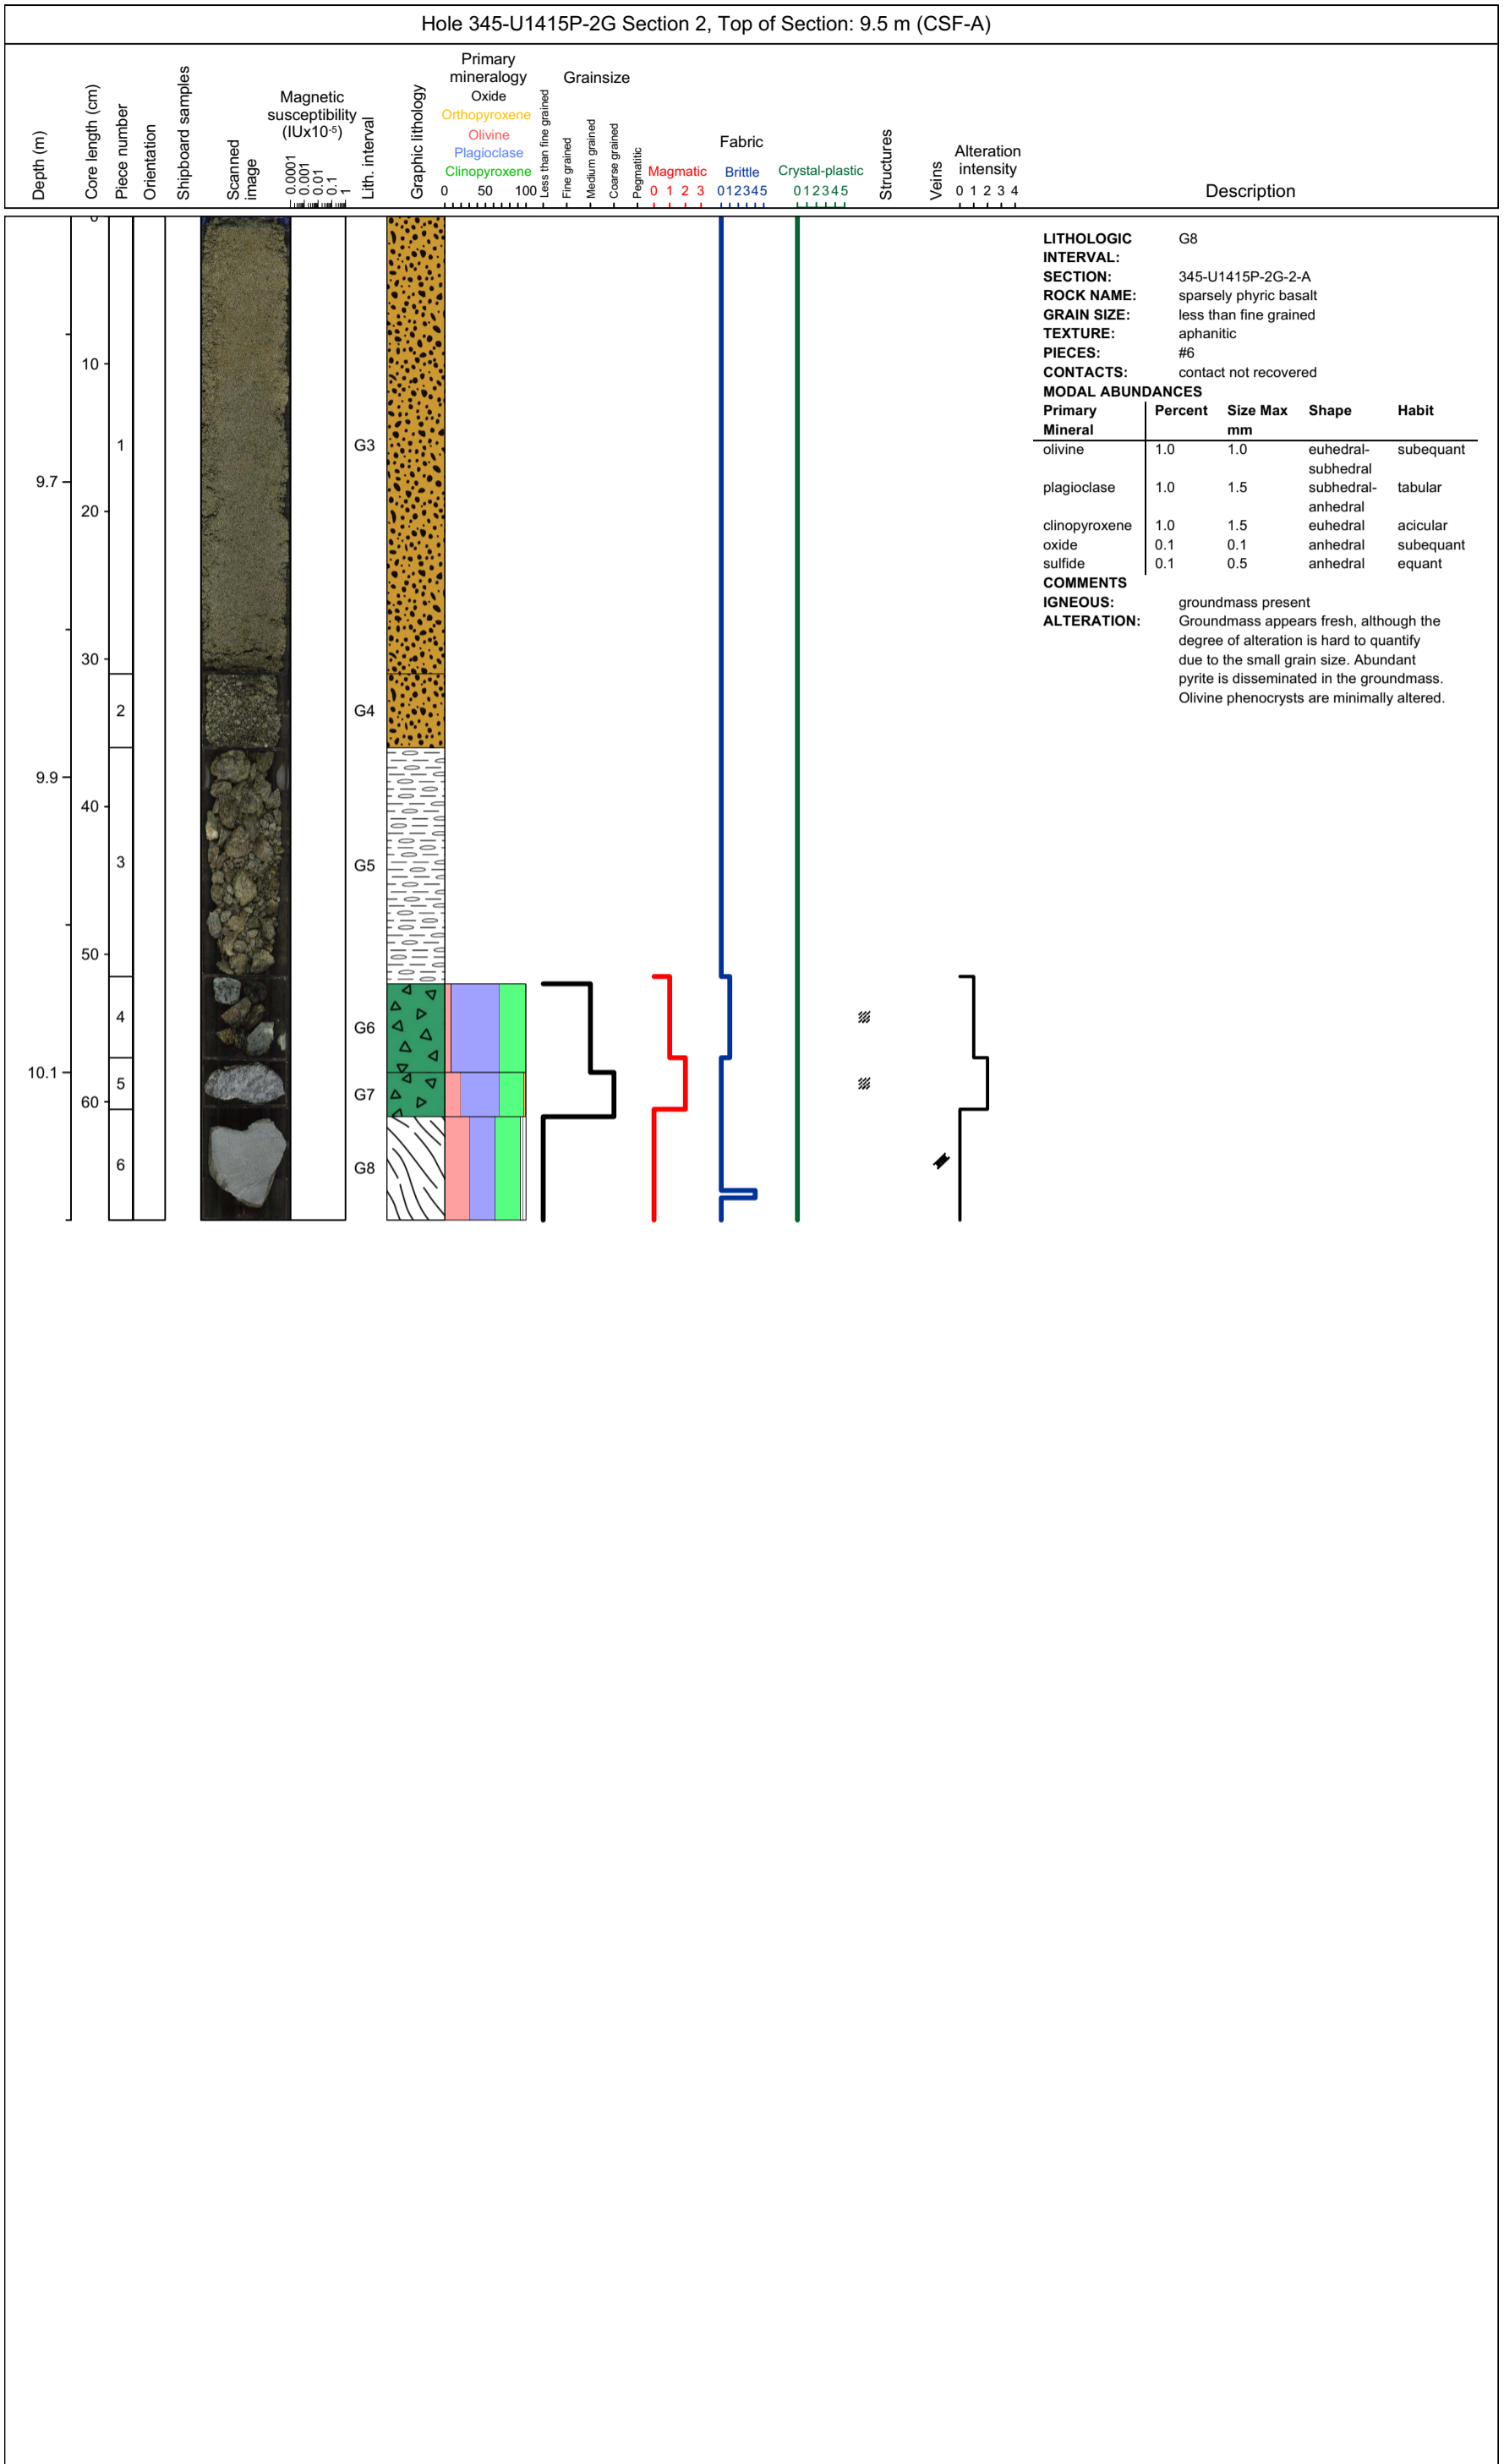 Hole 345-U1415P-2G Section 2, Top of Section: 9.5 m (CSF-A)
Depth (m)
Core length (cm)
Piece number
Orientation
Shipboard samples
Scanned
image
Magnetic
susceptibility
(IUx10-5)
0.0001
0.001
0.01
0.1
1
Lith. interval
Graphic lithology
Primary
mineralogy
Oxide
Orthopyroxene
Olivine
Plagioclase
Clinopyroxene
0 50 100
Grainsize
Less than fine grained
Fine grained
Medium grained
Coarse grained
Pegmatitic
Fabric
Magmatic
0 1 2 3
Brittle
012345
Crystal-plastic
012345
Structures
Veins
Alteration
intensity
0 1 2 3 4
Description
0
10
1
G3
9.7
20
30
2
G4
9.9
40
3
G5
50
4
G6
10.1
5
G7
60
6
G8
LITHOLOGIC G8
INTERVAL:
SECTION: 345-U1415P-2G-2-A
ROCK NAME: sparsely phyric basalt
GRAIN SIZE: less than fine grained
TEXTURE: aphanitic
PIECES: #6
CONTACTS: contact not recovered
MODAL ABUNDANCES
Primary Percent Size Max Shape Habit
Mineral mm
olivine 1.0 1.0 euhedral- subequant
subhedral
plagioclase 1.0 1.5 subhedral- tabular
anhedral
clinopyroxene 1.0 1.5 euhedral acicular
oxide 0.1 0.1 anhedral subequant
sulfide 0.1 0.5 anhedral equant
COMMENTS
IGNEOUS: groundmass present
ALTERATION: Groundmass appears fresh, although the
degree of alteration is hard to quantify
due to the small grain size. Abundant
pyrite is disseminated in the groundmass.
Olivine phenocrysts are minimally altered.